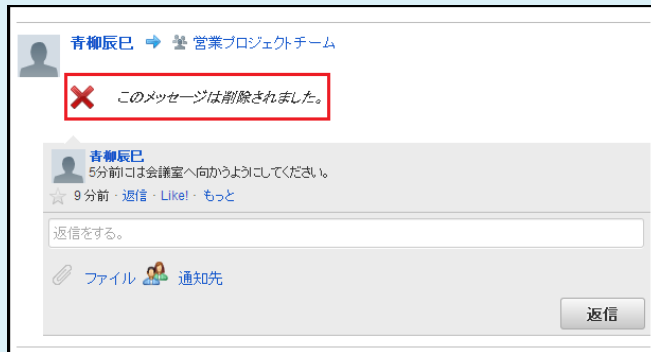 青柳辰巳 営業プロジェクトチーム
このメッセージは削除されました。
青柳辰巳
5分前には会議室へ向かうようにしてください。
9分前 · 返信 · Like! · もっと
返信をする。
ファイル 通知先
返信